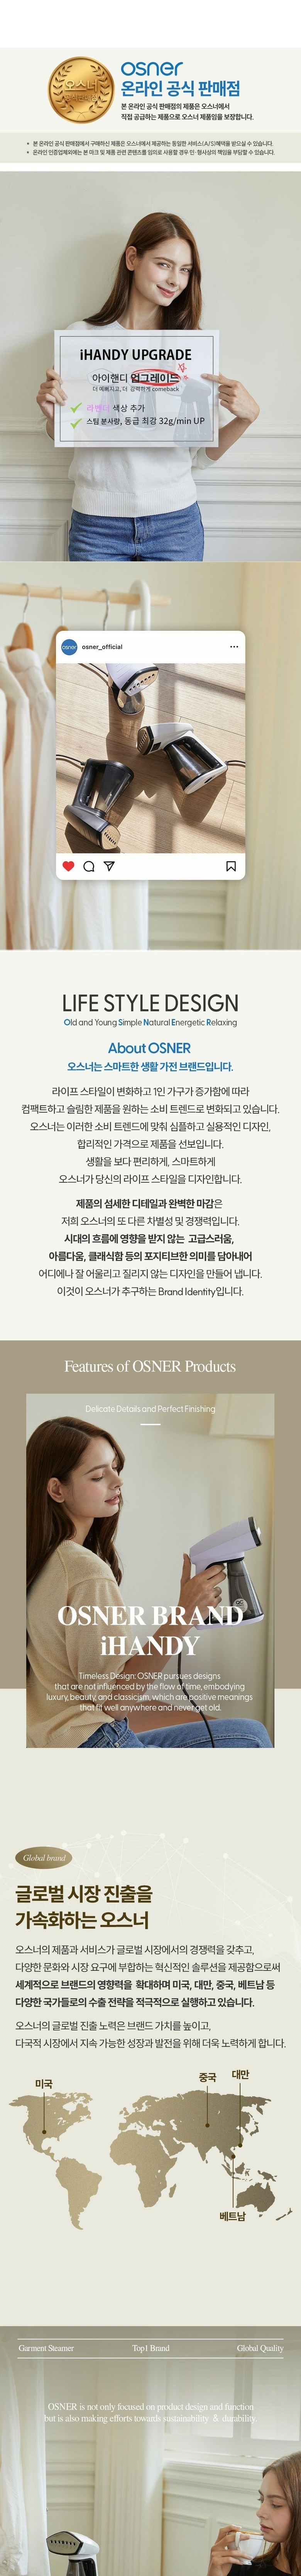 osner
온라인 공식 판매점
본 온라인 공식 판매점의 제품은 오스너에서
직접 공급하는 제품으로 오스너 제품임을 보장합니다.
오스너
• 본 온라인 공식 판매점에서 구매하신 제품은 오스너에서 제공하는 동일한 서비스(A/S)혜택을 받으실 수 있습니다.
• 온라인 인증업체외에는 본 마크 및 제품 관련 콘텐츠를 임의로 사용할 경우 민·형사상의 책임을 부담할 수 있습니다.
iHANDY UPGRADE
아이핸디 업그레이드
더 예뻐지고, 더 강력하게 comeback
라벤더 색상 추가
스팀 분사량, 동급 최강 32g/min UP
osner osner_official
LIFE STYLE DESIGN
Old and Young Simple Natural Energetic Relaxing
About OSNER
오스너는 스마트한 생활 가전 브랜드입니다.
라이프 스타일이 변화하고 1인 가구가 증가함에 따라
컴팩트하고 슬림한 제품을 원하는 소비 트렌드로 변화되고 있습니다.
오스너는 이러한 소비 트렌드에 맞춰 심플하고 실용적인 디자인,
합리적인 가격으로 제품을 선보입니다.
생활을 보다 편리하게, 스마트하게
오스너가 당신의 라이프 스타일을 디자인합니다.
제품의 섬세한 디테일과 완벽한 마감은
저희 오스너의 또 다른 차별성 및 경쟁력입니다.
시대의 흐름에 영향을 받지 않는 고급스러움,
아름다움, 클래식함 등의 포지티브한 의미를 담아내어
어디에나 잘 어울리고 질리지 않는 디자인을 만들어 냅니다.
이것이 오스너가 추구하는 Brand Identity입니다.
Features of OSNER Products
Delicate Details and Perfect Finishing
OSNER BRAND
iHANDY
Timeless Design: OSNER pursues designs
that are not influenced by the flow of time, embodying
luxury, beauty, and classicism, which are positive meanings
that fit well anywhere and never get old.
Global brand
글로벌 시장 진출을
가속화하는 오스너
오스너의 제품과 서비스가 글로벌 시장에서의 경쟁력을 갖추고,
다양한 문화와 시장 요구에 부합하는 혁신적인 솔루션을 제공함으로써
세계적으로 브랜드의 영향력을 확대하며 미국, 대만, 중국, 베트남 등
다양한 국가들로의 수출 전략을 적극적으로 실행하고 있습니다.
오스너의 글로벌 진출 노력은 브랜드 가치를 높이고,
다국적 시장에서 지속 가능한 성장과 발전을 위해 더욱 노력하게 합니다.
미국
중국
대만
베트남
Garment Steamer
Top1 Brand
Global Quality
OSNER is not only focused on product design and function
but is also making efforts towards sustainability & durability.